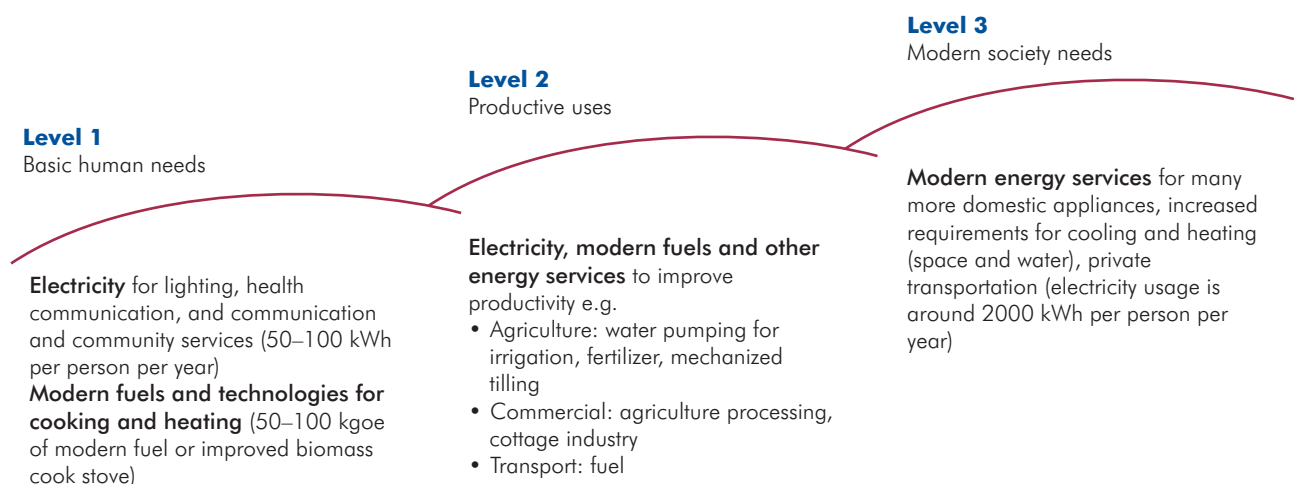 Level 1
Basic human needs
Electricity for lighting, health
communication, and communication
and community services (50–100 kWh
per person per year)
Modern fuels and technologies for
cooking and heating (50–100 kgoe
of modern fuel or improved biomass
cook stove)
Level 2
Productive uses
Electricity, modern fuels and other
energy services to improve
productivity e.g.
• Agriculture: water pumping for
irrigation, fertilizer, mechanized
tilling
• Commercial: agriculture processing,
cottage industry
• Transport: fuel
Level 3
Modern society needs
Modern energy services for many
more domestic appliances, increased
requirements for cooling and heating
(space and water), private
transportation (electricity usage is
around 2000 kWh per person per
year)